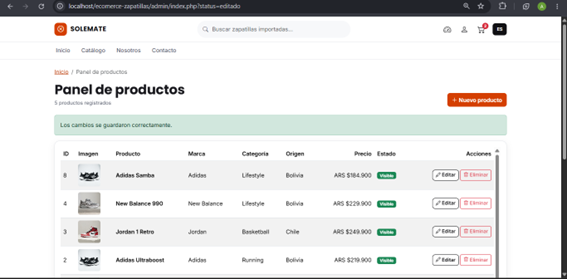 localhost/ecomerce-zapatillas/admin/index.php?status=editado
SOLEMATE
Buscar zapatillas importadas...
ES
Inicio Catálogo Nosotros Contacto
Inicio / Panel de productos
Panel de productos
5 productos registrados
+ Nuevo producto
Los cambios se guardaron correctamente.
ID Imagen Producto Marca Categoría Origen Precio Estado Acciones
8 Adidas Samba Adidas Lifestyle Bolivia ARS $184.900 Visible Editar Eliminar
4 New Balance 990 New Balance Lifestyle Bolivia ARS $229.900 Visible Editar Eliminar
3 Jordan 1 Retro Jordan Basketball Chile ARS $249.900 Visible Editar Eliminar
2 Adidas Ultraboost Adidas Running Bolivia ARS $219.900 Visible Editar Eliminar